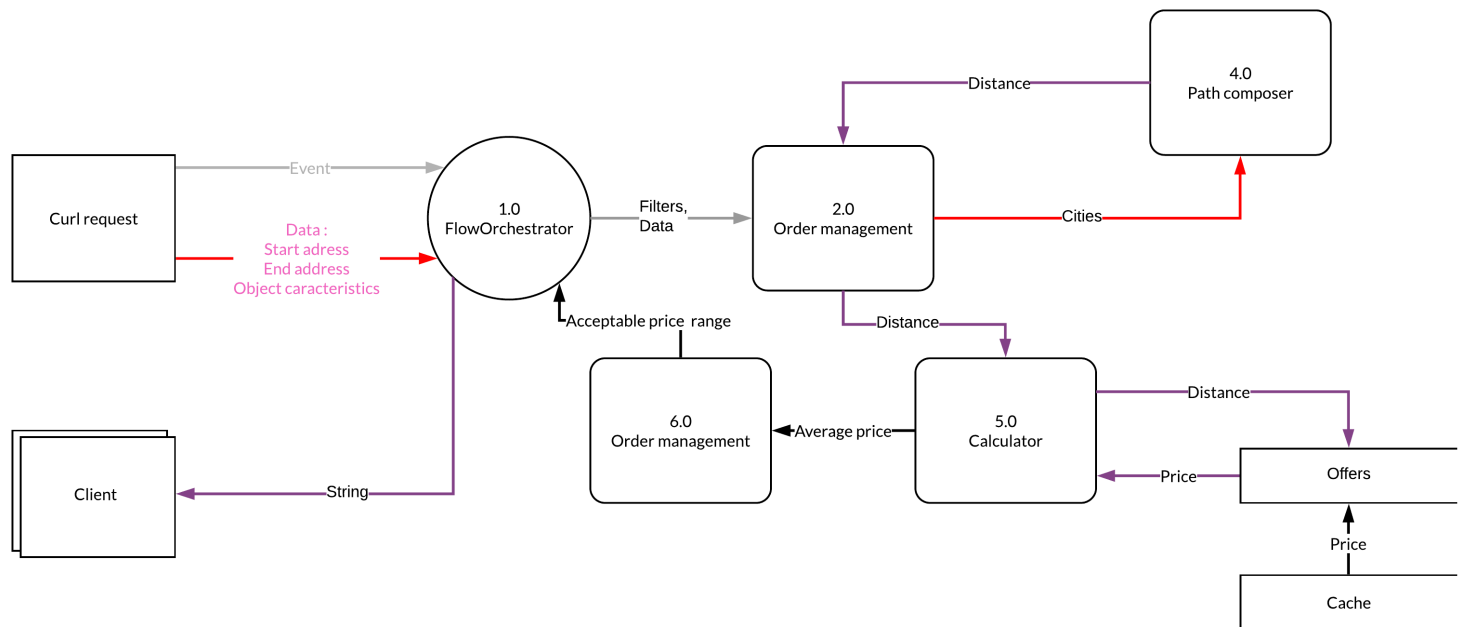 4.0
Path composer
Distance
Event
Curl request
Data :
Start adress
End address
Object caracteristics
1.0
FlowOrchestrator
Filters,
Data
2.0
Order management
Cities
Acceptable price range
Distance
6.0
Order management
Average price
5.0
Calculator
Distance
Price
Offers
Client
String
Price
Cache